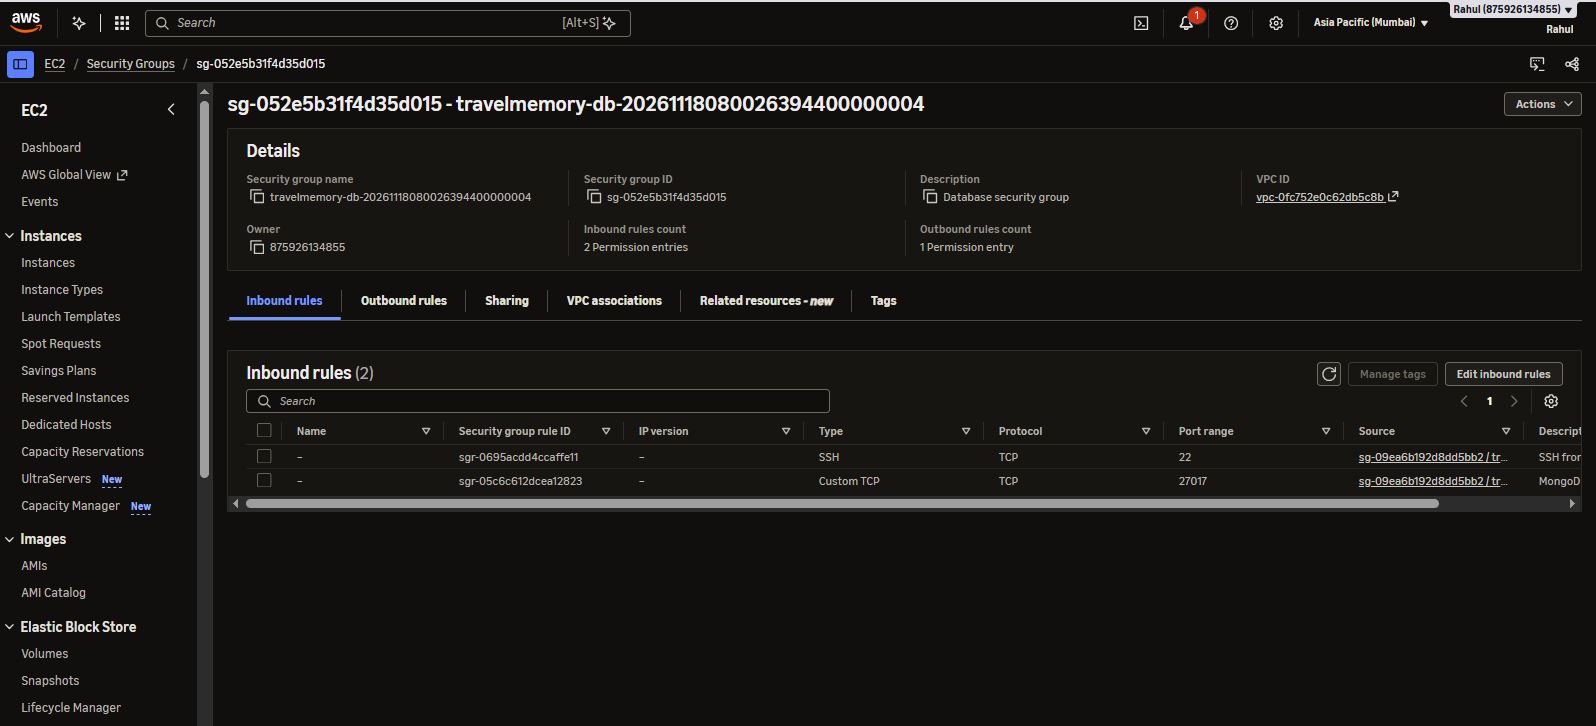 aws
Search
[Alt+S]
1
Asia Pacific (Mumbai)
Rahul (875926134855)
Rahul
EC2 / Security Groups / sg-052e5b31f4d35d015
EC2
Dashboard
AWS Global View
Events
Instances
Instances
Instance Types
Launch Templates
Spot Requests
Savings Plans
Reserved Instances
Dedicated Hosts
Capacity Reservations
UltraServers New
Capacity Manager New
Images
AMIs
AMI Catalog
Elastic Block Store
Volumes
Snapshots
Lifecycle Manager
sg-052e5b31f4d35d015 - travelmemory-db-20261118080026394400000004
Actions
Details
Security group name
travelmemory-db-20261118080026394400000004
Security group ID
sg-052e5b31f4d35d015
Description
Database security group
VPC ID
vpc-0fc752e0c62db5c8b
Owner
875926134855
Inbound rules count
2 Permission entries
Outbound rules count
1 Permission entry
Inbound rules
Outbound rules
Sharing
VPC associations
Related resources - new
Tags
Inbound rules (2)
Manage tags
Edit inbound rules
Search
1
Name Security group rule ID IP version Type Protocol Port range Source Descript
– sgr-0695acdd4ccaffe11 – SSH TCP 22 sg-09ea6b192d8dd5bb2 / tr... SSH fron
– sgr-05c6c612dcea12823 – Custom TCP TCP 27017 sg-09ea6b192d8dd5bb2 / tr... MongoD